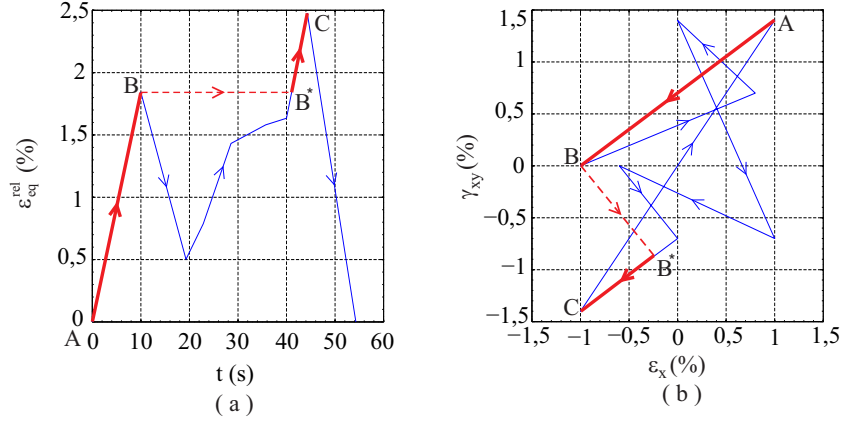 2,5
2
1,5
1
0,5
0
ε_eq^rel (%)
A
B
B*
C
0 10 20 30 40 50 60
t (s)
( a )
1,5
1
0,5
0
−0,5
−1
−1,5
γxy (%)
A
B
B*
C
−1,5 −1 −0,5 0 0,5 1 1,5
εx (%)
( b )